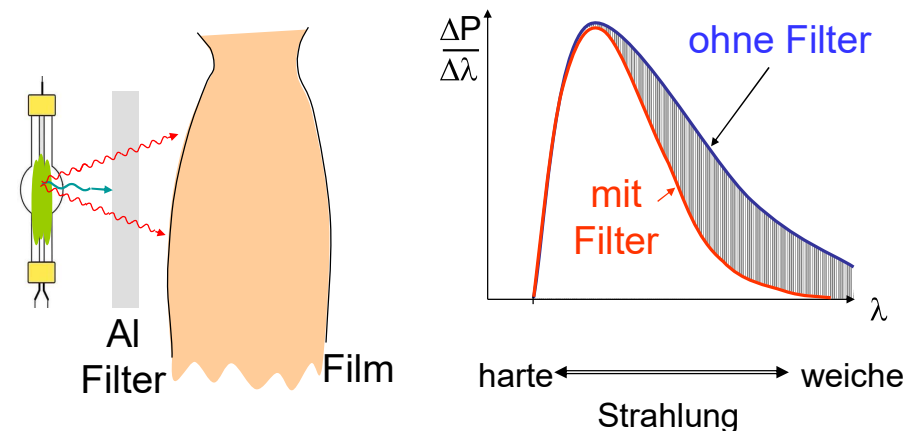 Al
Filter
Film
ΔP
Δλ
ohne Filter
mit
Filter
λ
harte
weiche
Strahlung